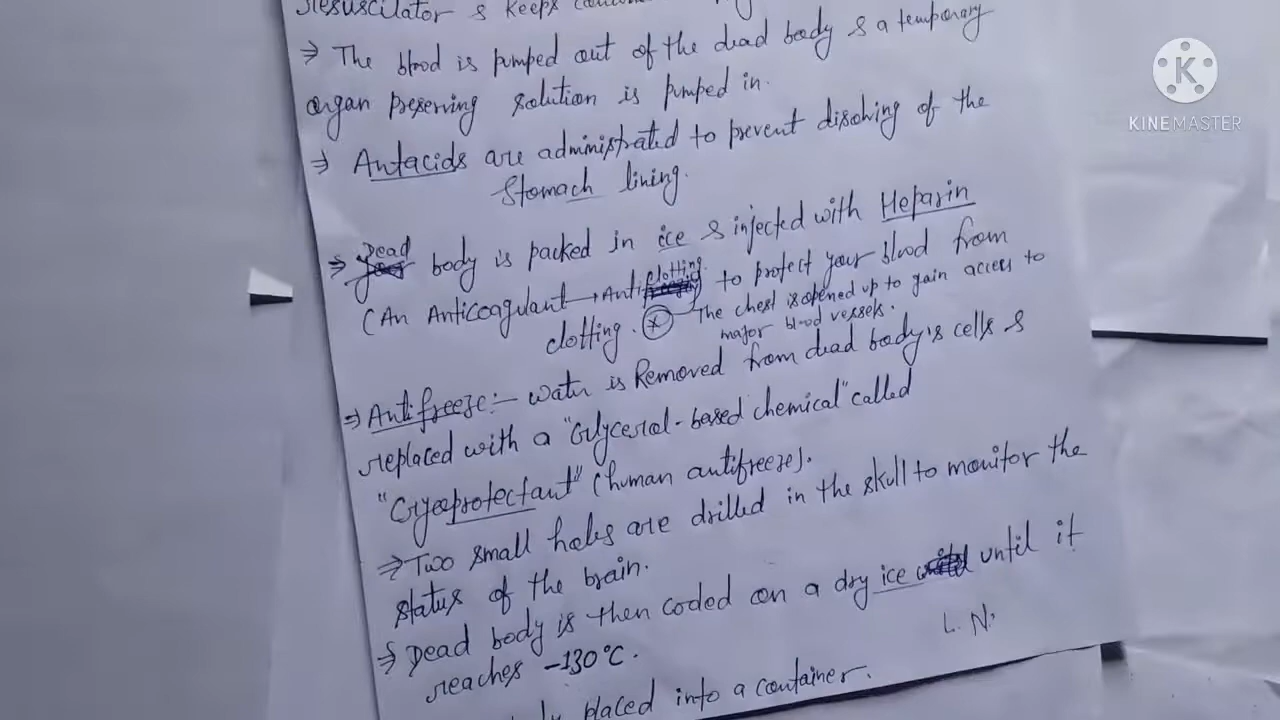 Resuscilator & keeps
⇒ The blood is pumped out of the dead body & a temporary
organ preserving solution is pumped in.
⇒ Antacids are administrated to prevent disolving of the
Stomach lining.
⇒ Dead body is packed in ice & injected with Heparin
(An Anticoagulant → Anti clotting to protect your blood from
clotting. * The chest is opened up to gain access to
major blood vessels.
⇒ Antifreeze:- Water is Removed from dead body's cells &
replaced with a "Glycerol-based chemical" called
"Cryoprotectant" (human antifreeze).
⇒ Two small holes are drilled in the skull to monitor the
status of the brain.
⇒ Dead body is then cooled on a dry ice until it
reaches -130°C.
L. N.
placed into a container.
K
KINEMASTER